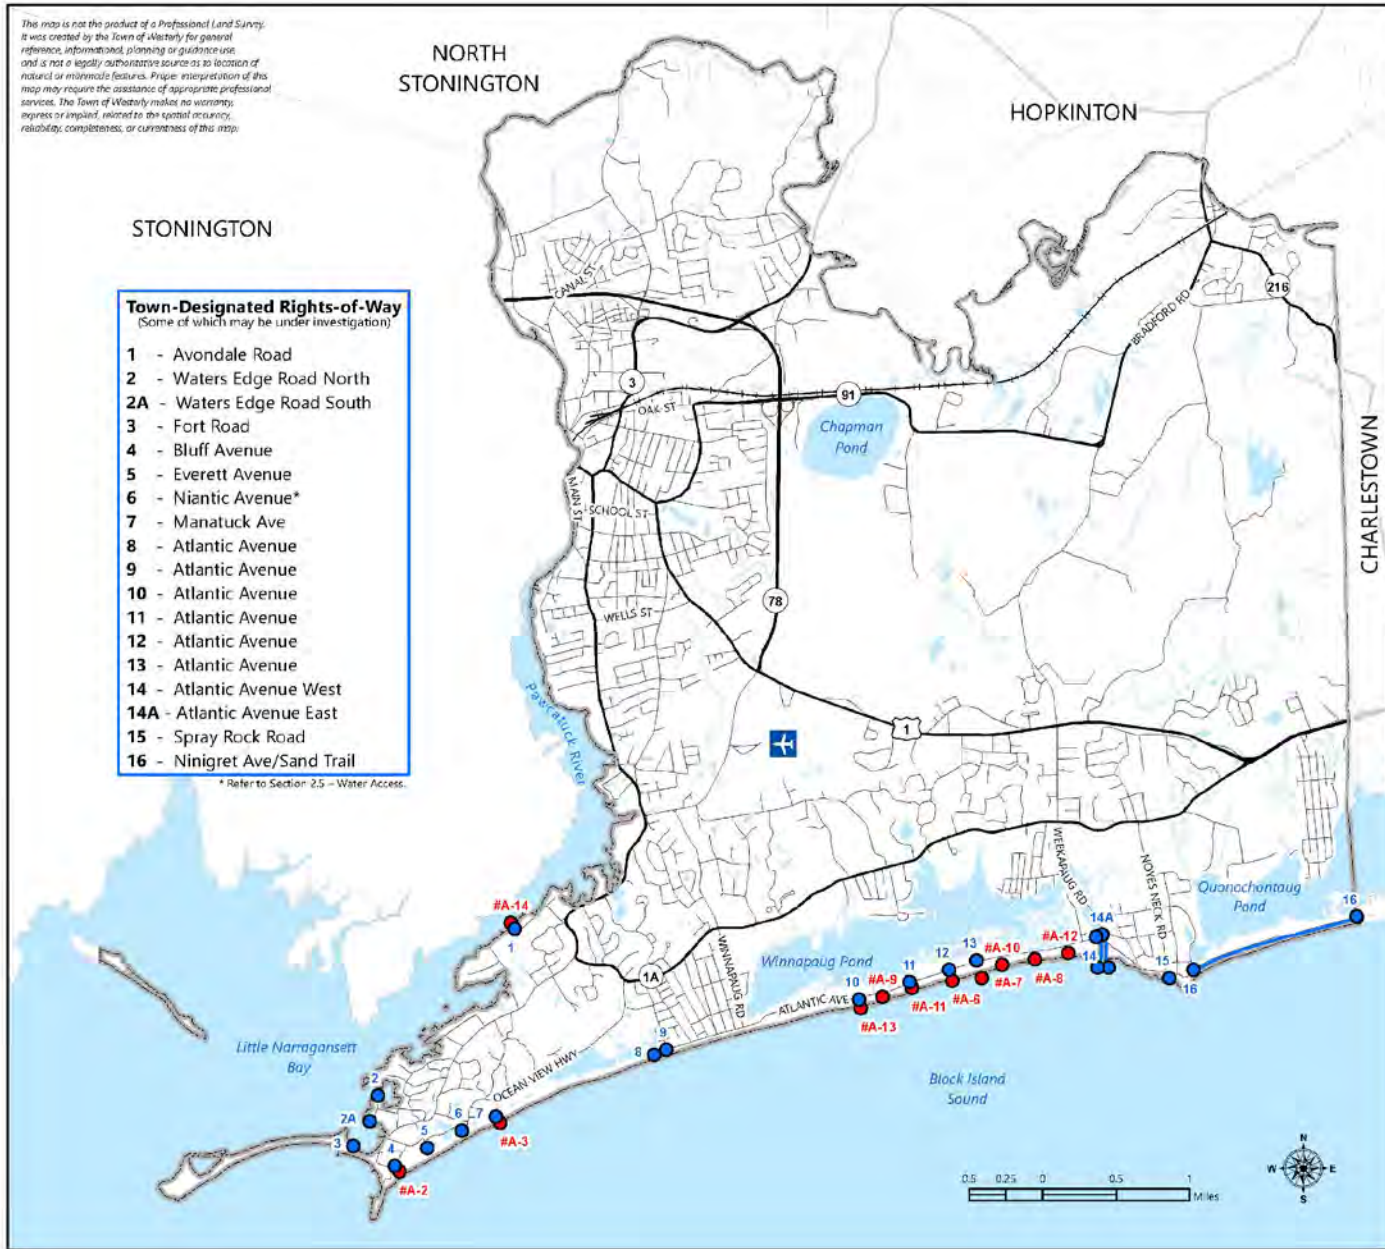 This map is not the product of a Professional Land Survey.
It was created by the Town of Westerly for general
reference, informational, planning or guidance use,
and is not a legally authoritative source as to location of
natural or manmade features. Proper interpretation of this
map may require the assistance of appropriate professional
services. The Town of Westerly makes no warranty,
express or implied, related to the spatial accuracy,
reliability, completeness, or currentness of this map.
NORTH
STONINGTON
HOPKINTON
STONINGTON
CHARLESTOWN
Town-Designated Rights-of-Way
(Some of which may be under investigation)
1 - Avondale Road
2 - Waters Edge Road North
2A - Waters Edge Road South
3 - Fort Road
4 - Bluff Avenue
5 - Everett Avenue
6 - Niantic Avenue*
7 - Manatuck Ave
8 - Atlantic Avenue
9 - Atlantic Avenue
10 - Atlantic Avenue
11 - Atlantic Avenue
12 - Atlantic Avenue
13 - Atlantic Avenue
14 - Atlantic Avenue West
14A - Atlantic Avenue East
15 - Spray Rock Road
16 - Ninigret Ave/Sand Trail
* Refer to Section 2.5 – Water Access.
CANAL ST
216
BRADFORD RD
3
OAK ST
91
Chapman
Pond
MAIN ST
SCHOOL ST
78
WELLS ST
Pawcatuck River
1
WEEKAPAUG RD
NOYES NECK RD
Quonochontaug
Pond
#A-14
1
1A
WINNAPAUG RD
Winnapaug Pond
ATLANTIC AVE
10
#A-9
11
12
13
#A-10
#A-12
14A
16
#A-13
#A-11
#A-6
#A-7
#A-8
14
15
16
Little Narragansett
Bay
OCEAN VIEW HWY
8
9
Block Island
Sound
2
2A
3
4
5
6
7
#A-3
#A-2
N
W
E
S
0.5
0.25
0
0.5
1
Miles